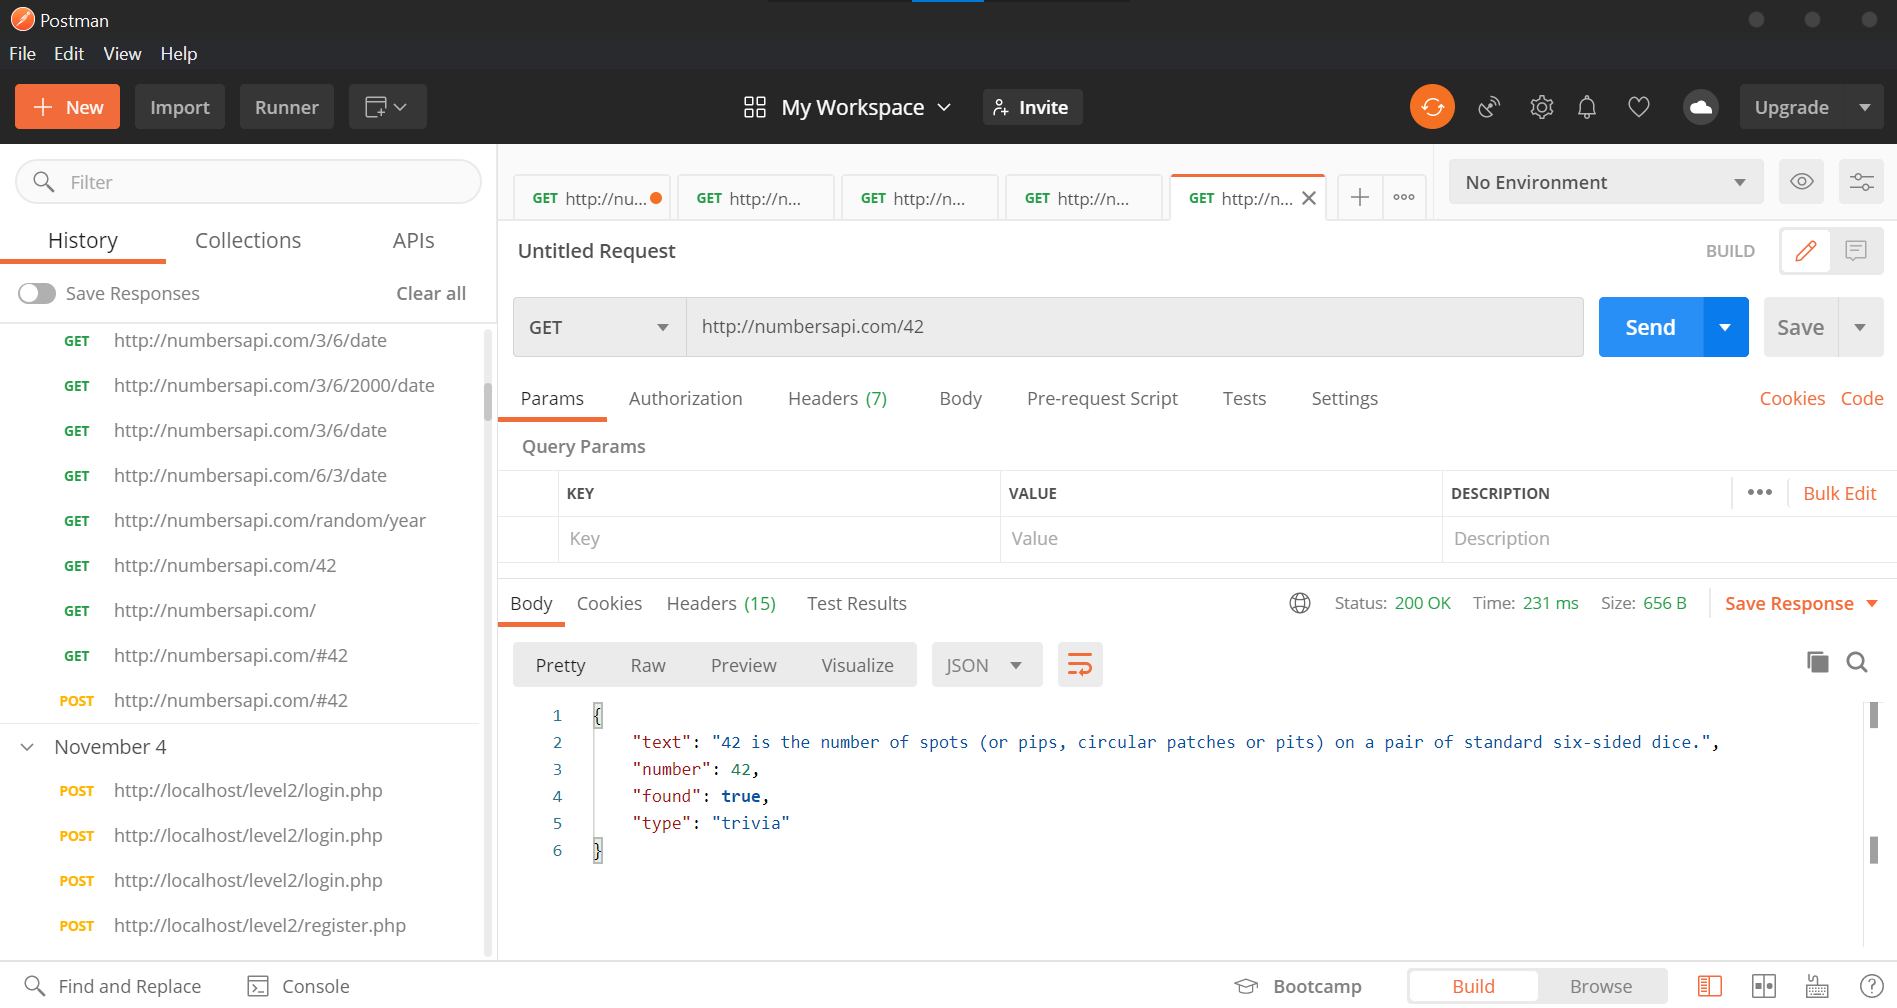 Postman
File Edit View Help
New Import Runner My Workspace Invite Upgrade
Filter
History Collections APIs
Save Responses Clear all
GET http://numbersapi.com/3/6/date
GET http://numbersapi.com/3/6/2000/date
GET http://numbersapi.com/3/6/date
GET http://numbersapi.com/6/3/date
GET http://numbersapi.com/random/year
GET http://numbersapi.com/42
GET http://numbersapi.com/
GET http://numbersapi.com/#42
POST http://numbersapi.com/#42
November 4
POST http://localhost/level2/login.php
POST http://localhost/level2/login.php
POST http://localhost/level2/login.php
POST http://localhost/level2/register.php
GET http://nu... GET http://n... GET http://n... GET http://n... GET http://n... No Environment
Untitled Request BUILD
GET http://numbersapi.com/42 Send Save
Params Authorization Headers (7) Body Pre-request Script Tests Settings Cookies Code
Query Params
KEY VALUE DESCRIPTION Bulk Edit
Key Value Description
Body Cookies Headers (15) Test Results Status: 200 OK Time: 231 ms Size: 656 B Save Response
Pretty Raw Preview Visualize JSON
1 {
2 "text": "42 is the number of spots (or pips, circular patches or pits) on a pair of standard six-sided dice.",
3 "number": 42,
4 "found": true,
5 "type": "trivia"
6 }
Find and Replace Console Bootcamp Build Browse